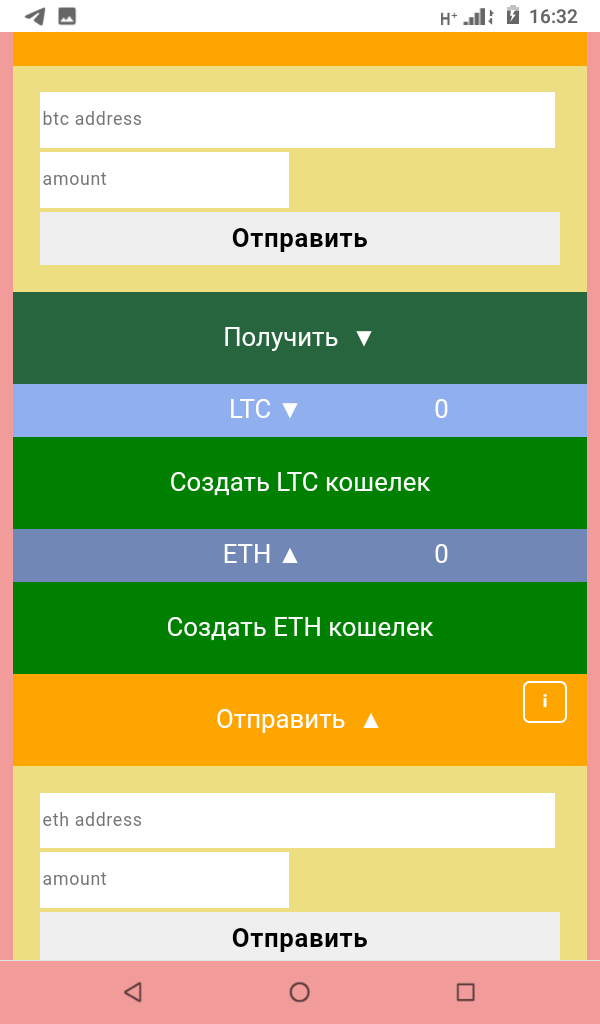 H+ 16:32
btc address
amount
Отправить
Получить ▼
LTC ▼ 0
Создать LTC кошелек
ETH ▲ 0
Создать ETH кошелек
i
Отправить ▲
eth address
amount
Отправить